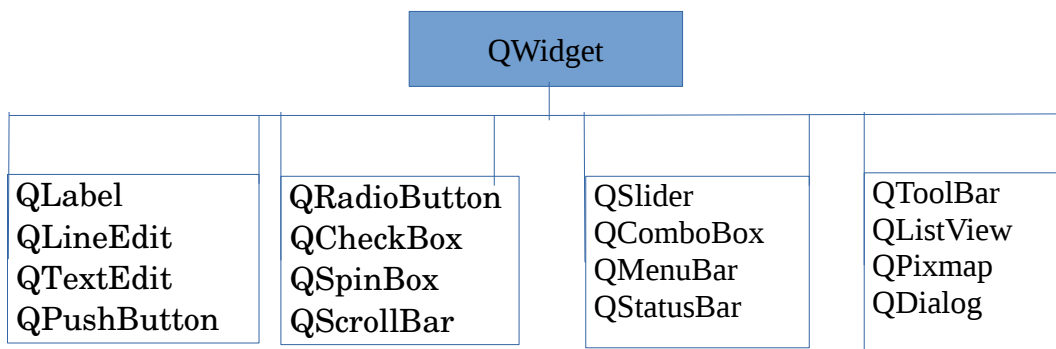 QWidget
QLabel
QLineEdit
QTextEdit
QPushButton
QRadioButton
QCheckBox
QSpinBox
QScrollBar
QSlider
QComboBox
QMenuBar
QStatusBar
QToolBar
QListView
QPixmap
QDialog